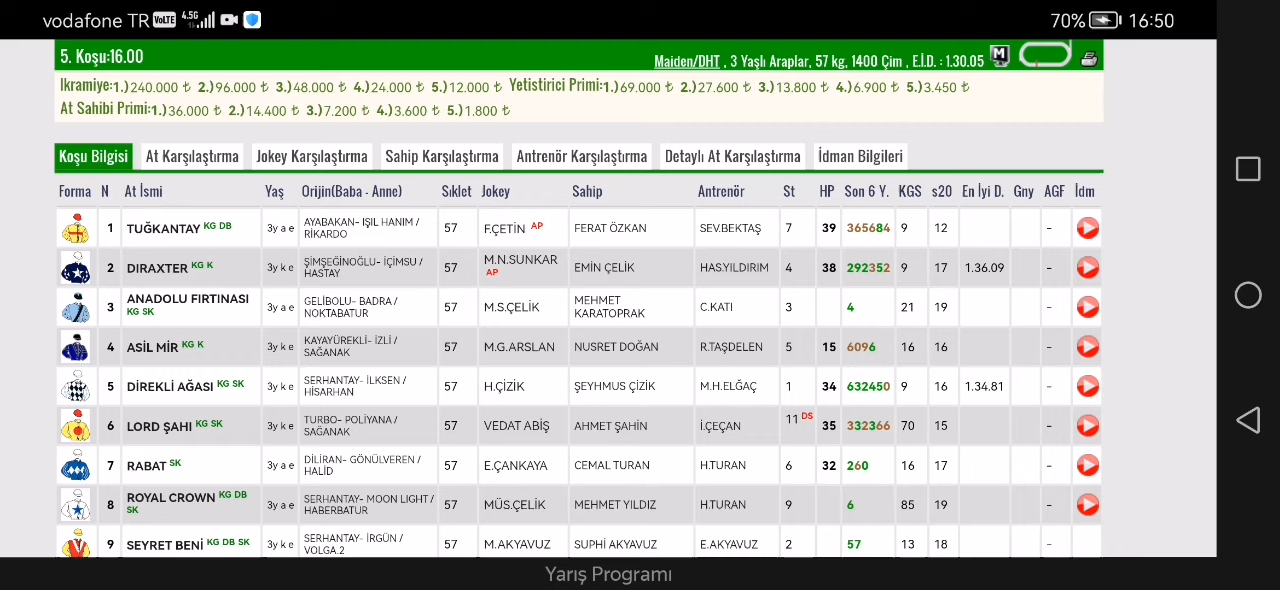 vodafone TR VoLTE 4.5G 70% 16:50
5. Koşu:16.00
Maiden/DHT , 3 Yaşlı Araplar, 57 kg, 1400 Çim , E.İ.D. : 1.30.05 M
Ikramiye:1.)240.000 ₺ 2.)96.000 ₺ 3.)48.000 ₺ 4.)24.000 ₺ 5.)12.000 ₺ Yetistirici Primi:1.)69.000 ₺ 2.)27.600 ₺ 3.)13.800 ₺ 4.)6.900 ₺ 5.)3.450 ₺
At Sahibi Primi:1.)36.000 ₺ 2.)14.400 ₺ 3.)7.200 ₺ 4.)3.600 ₺ 5.)1.800 ₺
Koşu Bilgisi At Karşılaştırma Jokey Karşılaştırma Sahip Karşılaştırma Antrenör Karşılaştırma Detaylı At Karşılaştırma İdman Bilgileri
Forma N At İsmi Yaş Orijin(Baba - Anne) Sıklet Jokey Sahip Antrenör St HP Son 6 Y. KGS s20 En İyi D. Gny AGF İdm
1 TUĞKANTAY KG DB 3y a e AYABAKAN- IŞIL HANIM / RİKARDO 57 F.ÇETİN AP FERAT ÖZKAN SEV.BEKTAŞ 7 39 365684 9 12 -
2 DIRAXTER KG K 3y k e ŞİMŞEĞİNOĞLU- İÇİMSU / HASTAY 57 M.N.SUNKAR AP EMİN ÇELİK HAS.YILDIRIM 4 38 292352 9 17 1.36.09 -
3 ANADOLU FIRTINASI KG SK 3y k e GELİBOLU- BADRA / NOKTABATUR 57 M.S.ÇELİK MEHMET KARATOPRAK C.KATI 3 4 21 19 -
4 ASİL MİR KG K 3y k e KAYAYÜREKLİ- İZLİ / SAĞANAK 57 M.G.ARSLAN NUSRET DOĞAN R.TAŞDELEN 5 15 6096 16 16 -
5 DİREKLİ AĞASI KG SK 3y k e SERHANTAY- İLKSEN / HİSARHAN 57 H.ÇİZİK ŞEYHMUS ÇİZİK M.H.ELĞAÇ 1 34 632450 9 16 1.34.81 -
6 LORD ŞAHI KG SK 3y k e TURBO- POLİYANA / SAĞANAK 57 VEDAT ABİŞ AHMET ŞAHİN İ.ÇEÇAN 11 DS 35 332366 70 15 -
7 RABAT SK 3y a e DİLİRAN- GÖNÜLVEREN / HALİD 57 E.ÇANKAYA CEMAL TURAN H.TURAN 6 32 260 16 17 -
8 ROYAL CROWN KG DB SK 3y a e SERHANTAY- MOON LIGHT / HABERBATUR 57 MÜS.ÇELİK MEHMET YILDIZ H.TURAN 9 6 85 19 -
9 SEYRET BENİ KG DB SK 3y k e SERHANTAY- İRGÜN / VOLGA.2 57 M.AKYAVUZ SUPHİ AKYAVUZ E.AKYAVUZ 2 57 13 18 -
Yarış Programı